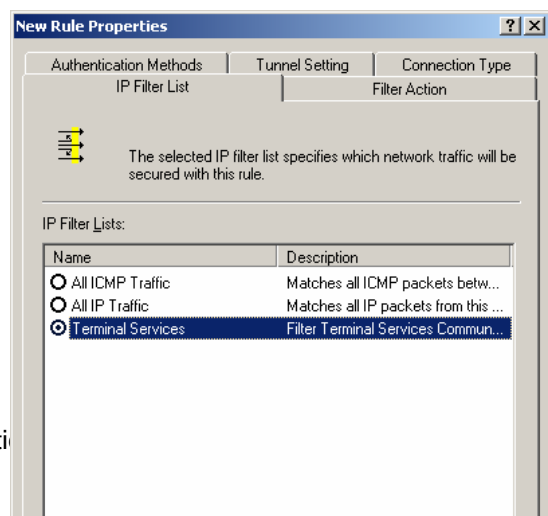 New Rule Properties
Authentication Methods Tunnel Setting Connection Type
IP Filter List Filter Action
The selected IP filter list specifies which network traffic will be
secured with this rule.
IP Filter Lists:
Name Description
All ICMP Traffic Matches all ICMP packets betw...
All IP Traffic Matches all IP packets from this ...
Terminal Services Filter Terminal Services Commun...